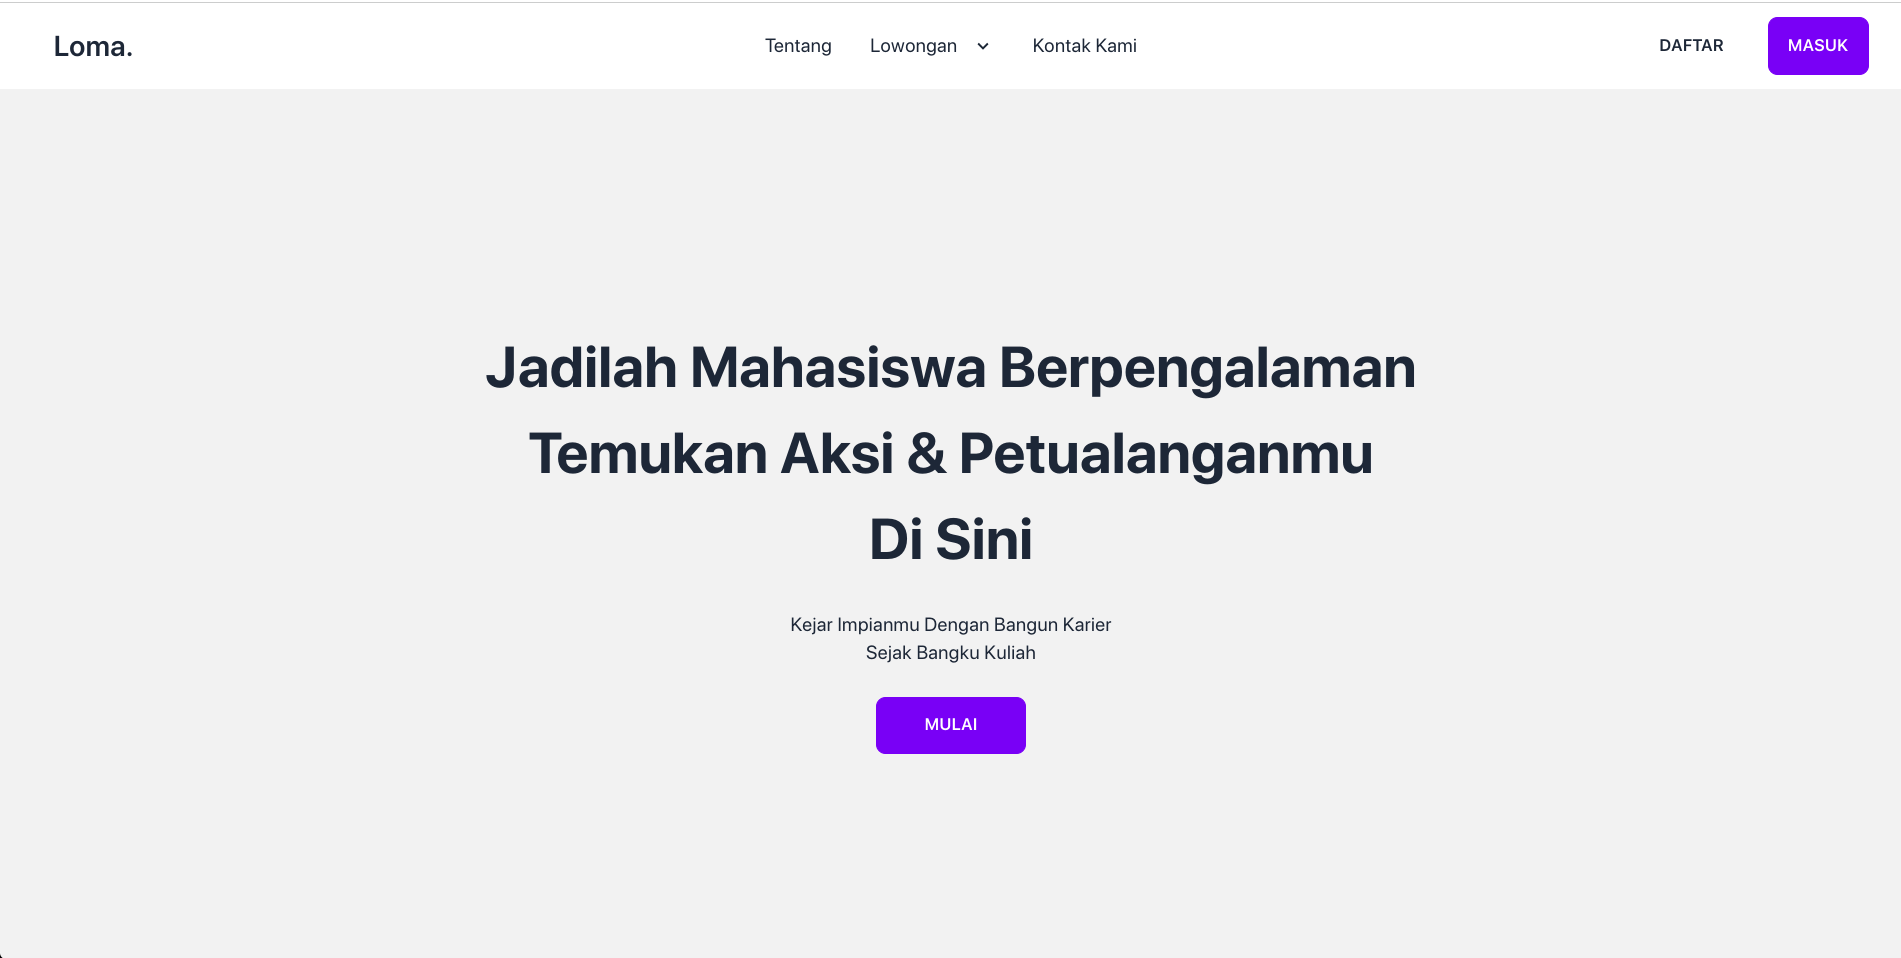 Loma.
Tentang
Lowongan
Kontak Kami
DAFTAR
MASUK
Jadilah Mahasiswa Berpengalaman
Temukan Aksi & Petualanganmu
Di Sini
Kejar Impianmu Dengan Bangun Karier
Sejak Bangku Kuliah
MULAI